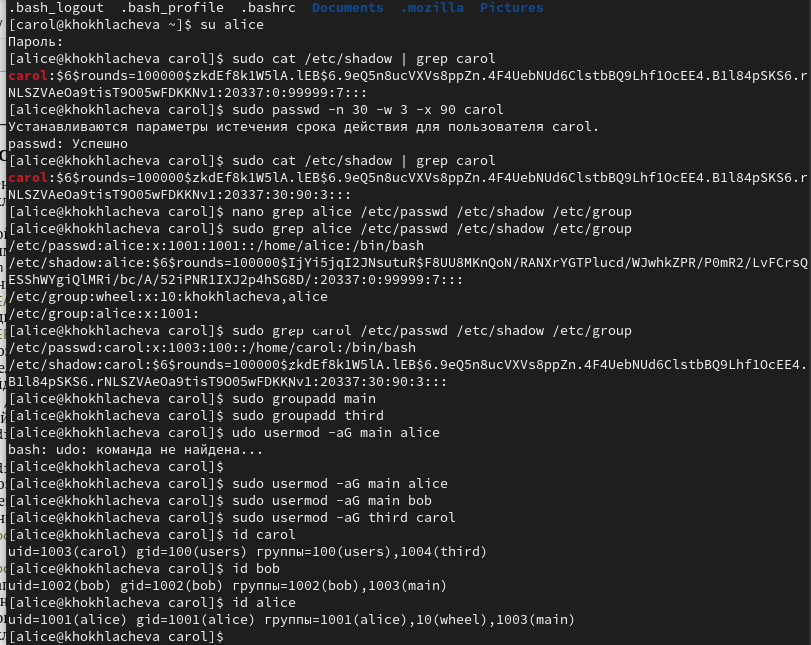 .bash_logout  .bash_profile  .bashrc  Documents  .mozilla  Pictures
[carol@khokhlacheva ~]$ su alice
Пароль:
[alice@khokhlacheva carol]$ sudo cat /etc/shadow | grep carol
carol:$6$rounds=100000$zkdEf8k1W5lA.lEB$6.9eQ5n8ucVXVs8ppZn.4F4UebNUd6ClstbBQ9Lhf1OcEE4.B1l84pSKS6.r
NLSZVAeOa9tisT9O05wFDKKNv1:20337:0:99999:7:::
[alice@khokhlacheva carol]$ sudo passwd -n 30 -w 3 -x 90 carol
Устанавливаются параметры истечения срока действия для пользователя carol.
passwd: Успешно
[alice@khokhlacheva carol]$ sudo cat /etc/shadow | grep carol
carol:$6$rounds=100000$zkdEf8k1W5lA.lEB$6.9eQ5n8ucVXVs8ppZn.4F4UebNUd6ClstbBQ9Lhf1OcEE4.B1l84pSKS6.r
NLSZVAeOa9tisT9O05wFDKKNv1:20337:30:90:3:::
[alice@khokhlacheva carol]$ nano grep alice /etc/passwd /etc/shadow /etc/group
[alice@khokhlacheva carol]$ sudo grep alice /etc/passwd /etc/shadow /etc/group
/etc/passwd:alice:x:1001:1001::/home/alice:/bin/bash
/etc/shadow:alice:$6$rounds=100000$IjYi5jqI2JNsutuR$F8UU8MKnQoN/RANXrYGTPlucd/WJwhkZPR/P0mR2/LvFCrsQ
ESShWYgiQlMRi/bc/A/52iPNR1IXJ2p4hSG8D/:20337:0:99999:7:::
/etc/group:wheel:x:10:khokhlacheva,alice
/etc/group:alice:x:1001:
[alice@khokhlacheva carol]$ sudo grep carol /etc/passwd /etc/shadow /etc/group
/etc/passwd:carol:x:1003:100::/home/carol:/bin/bash
/etc/shadow:carol:$6$rounds=100000$zkdEf8k1W5lA.lEB$6.9eQ5n8ucVXVs8ppZn.4F4UebNUd6ClstbBQ9Lhf1OcEE4.
B1l84pSKS6.rNLSZVAeOa9tisT9O05wFDKKNv1:20337:30:90:3:::
[alice@khokhlacheva carol]$ sudo groupadd main
[alice@khokhlacheva carol]$ sudo groupadd third
[alice@khokhlacheva carol]$ udo usermod -aG main alice
bash: udo: команда не найдена...
[alice@khokhlacheva carol]$
[alice@khokhlacheva carol]$ sudo usermod -aG main alice
[alice@khokhlacheva carol]$ sudo usermod -aG main bob
[alice@khokhlacheva carol]$ sudo usermod -aG third carol
[alice@khokhlacheva carol]$ id carol
uid=1003(carol) gid=100(users) группы=100(users),1004(third)
[alice@khokhlacheva carol]$ id bob
uid=1002(bob) gid=1002(bob) группы=1002(bob),1003(main)
[alice@khokhlacheva carol]$ id alice
uid=1001(alice) gid=1001(alice) группы=1001(alice),10(wheel),1003(main)
[alice@khokhlacheva carol]$